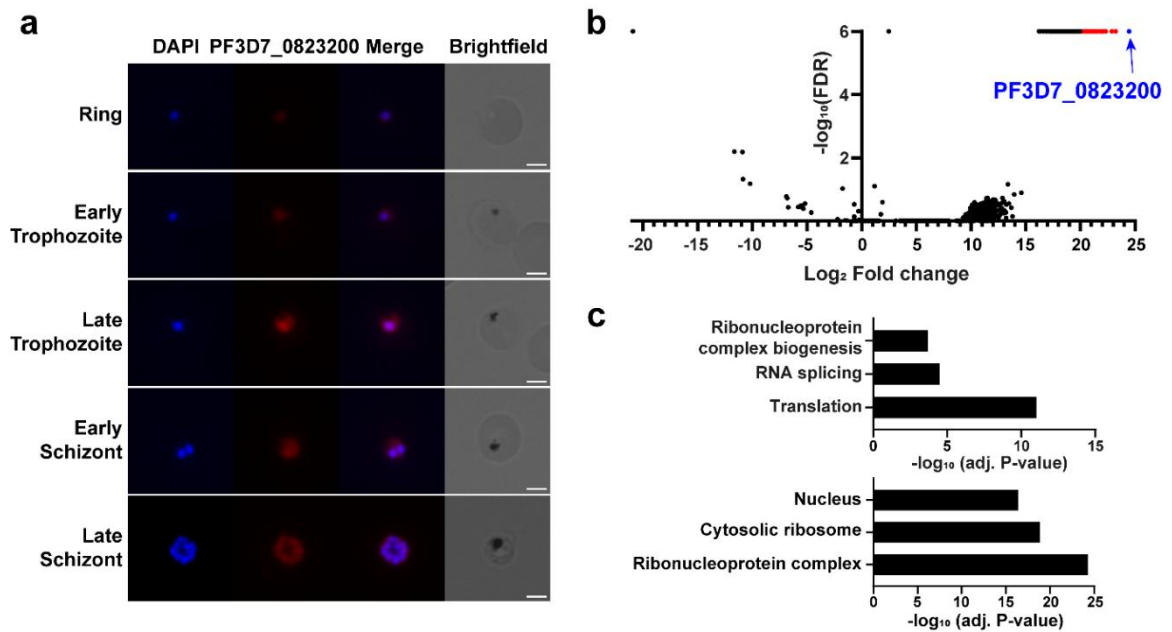 a
DAPI PF3D7_0823200 Merge Brightfield
Ring
Early
Trophozoite
Late
Trophozoite
Early
Schizont
Late
Schizont
b
6
4
2
-log₁₀(FDR)
PF3D7_0823200
-20 -15 -10 -5 0 5 10 15 20 25
Log₂ Fold change
c
Ribonucleoprotein
complex biogenesis
RNA splicing
Translation
0 5 10 15
-log₁₀ (adj. P-value)
Nucleus
Cytosolic ribosome
Ribonucleoprotein complex
0 5 10 15 20 25
-log₁₀ (adj. P-value)